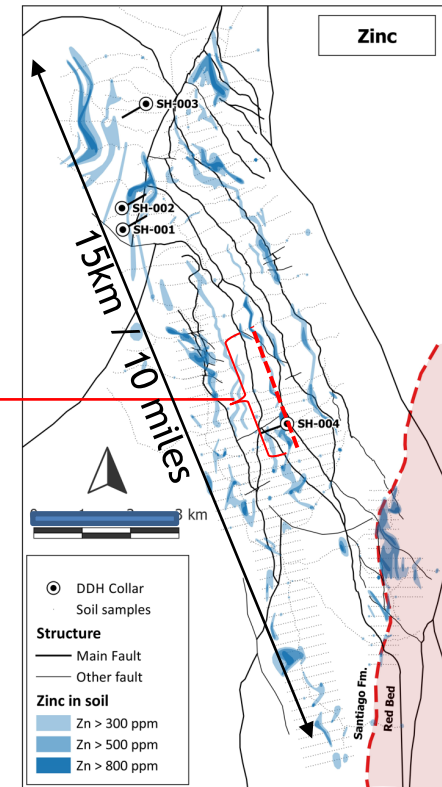 Zinc
SH-003
SH-002
SH-001
15km / 10 miles
SH-004
3 km
DDH Collar
Soil samples
Structure
Main Fault
Other fault
Zinc in soil
Zn > 300 ppm
Zn > 500 ppm
Zn > 800 ppm
Santiago Fm.
Red Bed